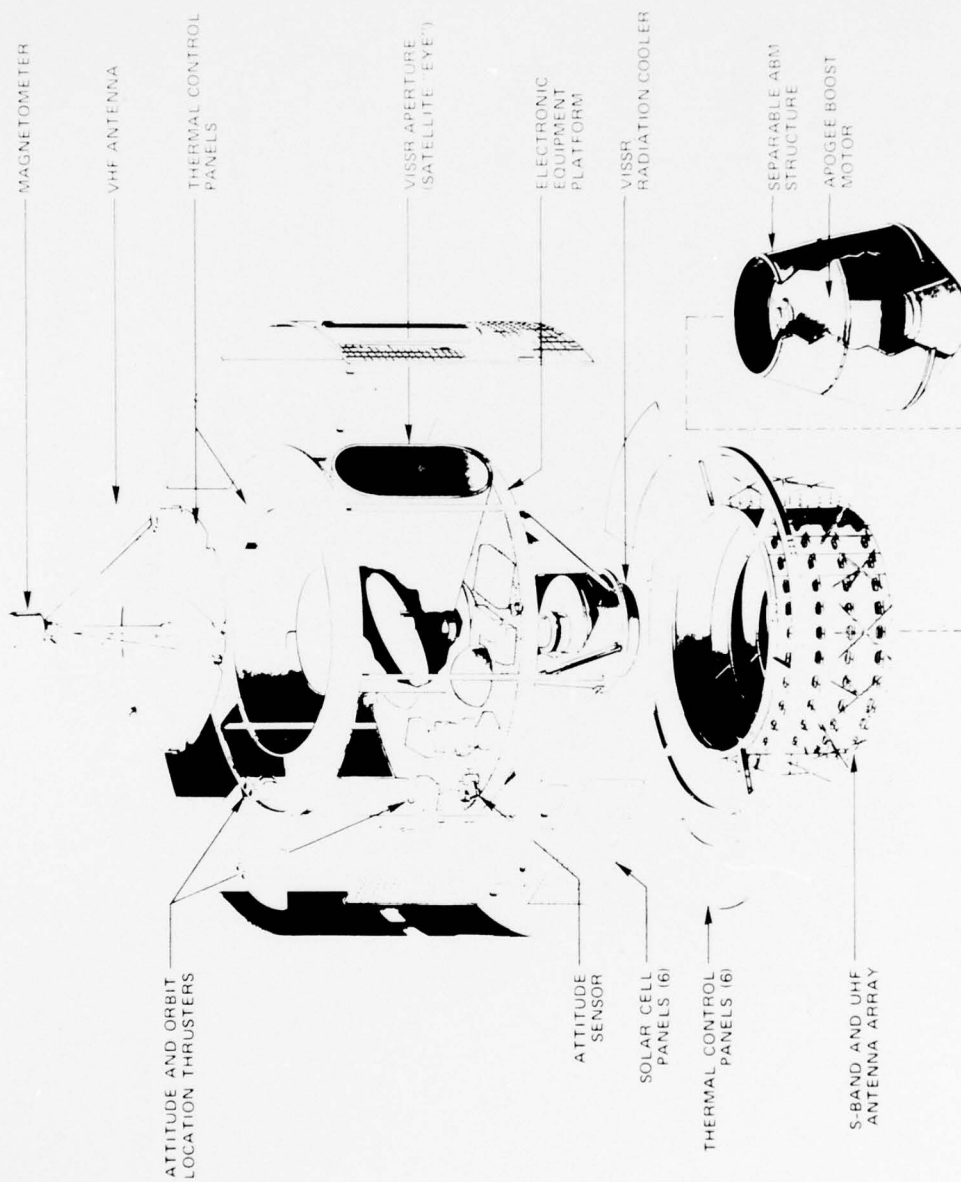 MAGNETOMETER
VHF ANTENNA
THERMAL CONTROL
PANELS
VISSR APERTURE
(SATELLITE "EYE")
ELECTRONIC
EQUIPMENT
PLATFORM
VISSR
RADIATION COOLER
SEPARABLE ABM
STRUCTURE
APOGEE BOOST
MOTOR
ATTITUDE AND ORBIT
LOCATION THRUSTERS
ATTITUDE
SENSOR
SOLAR CELL
PANELS (6)
THERMAL CONTROL
PANELS (6)
S-BAND AND UHF
ANTENNA ARRAY